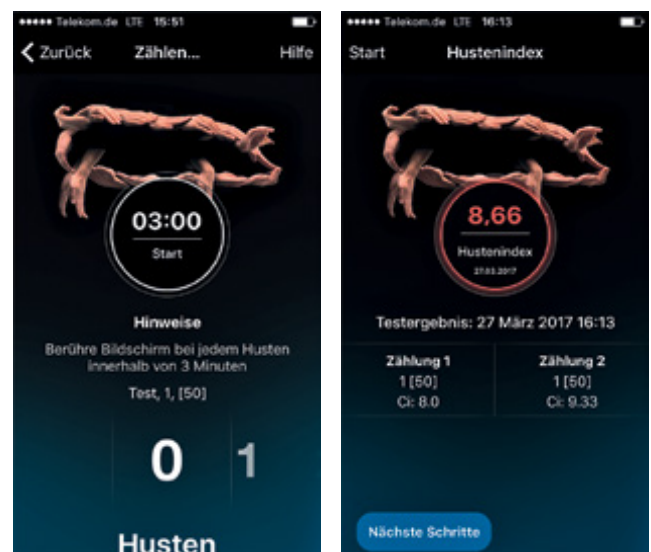 Telekom.de LTE 15:51
Zurück Zählen... Hilfe
03:00
Start
Hinweise
Berühre Bildschirm bei jedem Husten
innerhalb von 3 Minuten
Test, 1, [50]
0 1
Husten
Telekom.de LTE 16:13
Start Hustenindex
8,66
Hustenindex
27.03.2017
Testergebnis: 27 März 2017 16:13
Zählung 1 Zählung 2
1 [50] 1 [50]
Ci: 8.0 Ci: 9.33
Nächste Schritte